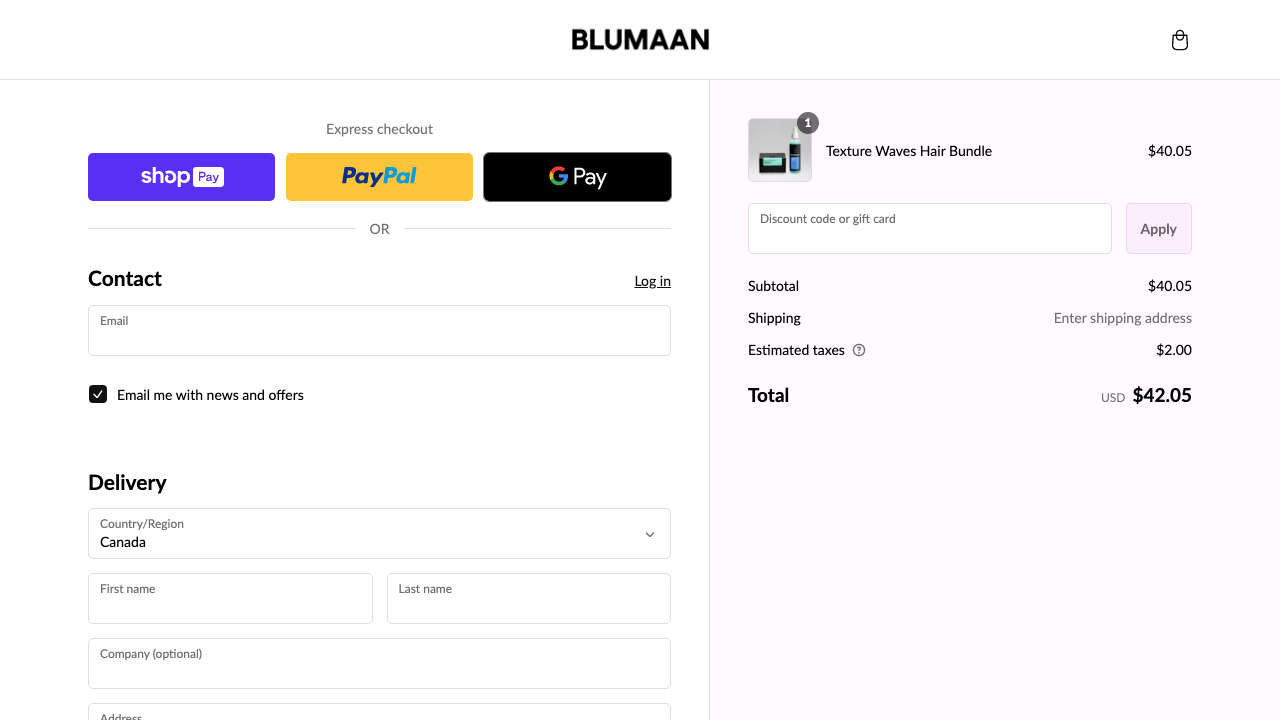 BLUMAAN
Express checkout
shop Pay
PayPal
G Pay
OR
Contact
Log in
Email
Email me with news and offers
Delivery
Country/Region
Canada
First name
Last name
Company (optional)
Address
1
Texture Waves Hair Bundle
$40.05
Discount code or gift card
Apply
Subtotal
$40.05
Shipping
Enter shipping address
Estimated taxes
$2.00
Total
USD $42.05